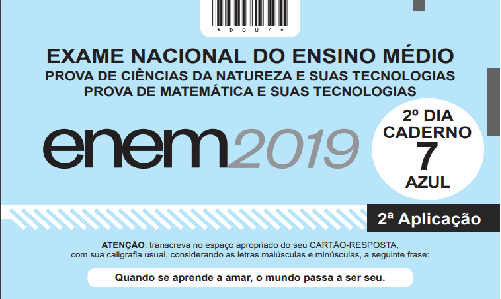 *DO07*
EXAME NACIONAL DO ENSINO MÉDIO
PROVA DE CIÊNCIAS DA NATUREZA E SUAS TECNOLOGIAS
PROVA DE MATEMÁTICA E SUAS TECNOLOGIAS
enem2019
2º DIA
CADERNO
7
AZUL
2ª Aplicação
ATENÇÃO: transcreva no espaço apropriado do seu CARTÃO-RESPOSTA,
com sua caligrafia usual, considerando as letras maiúsculas e minúsculas, a seguinte frase:
Quando se aprende a amar, o mundo passa a ser seu.